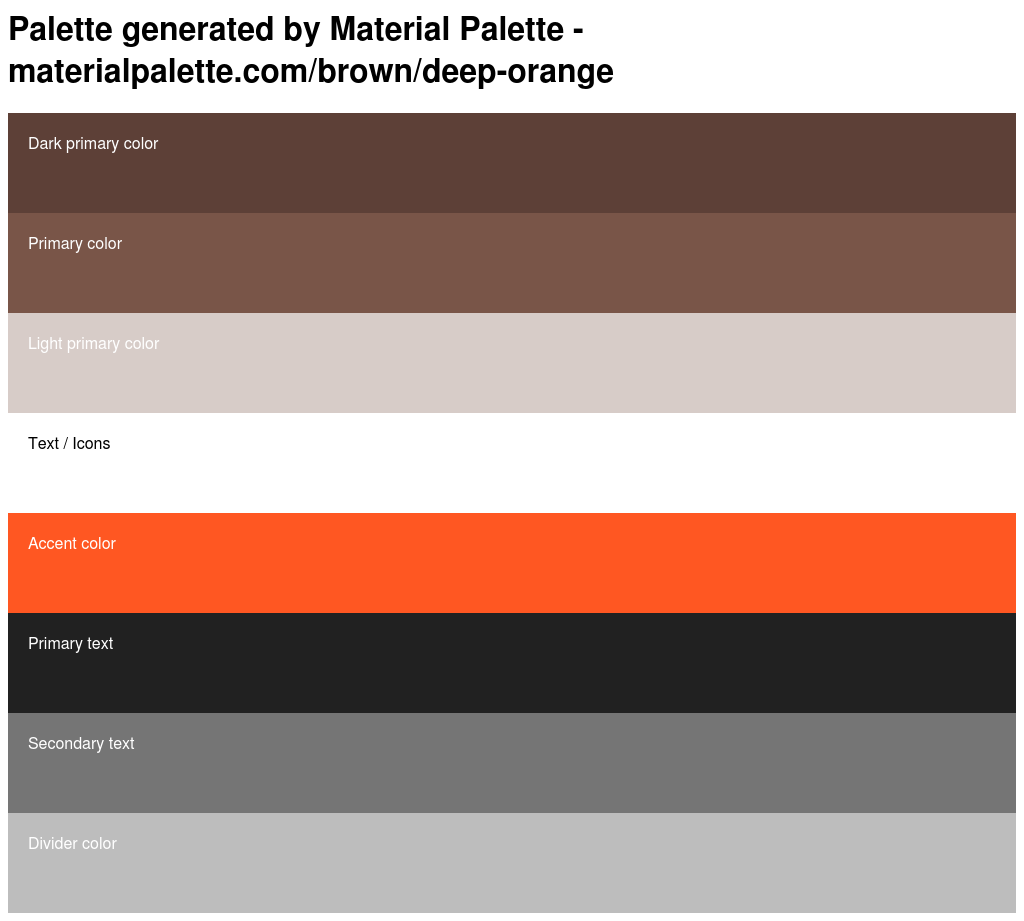 Palette generated by Material Palette -
materialpalette.com/brown/deep-orange
Dark primary color
Primary color
Light primary color
Text / Icons
Accent color
Primary text
Secondary text
Divider color